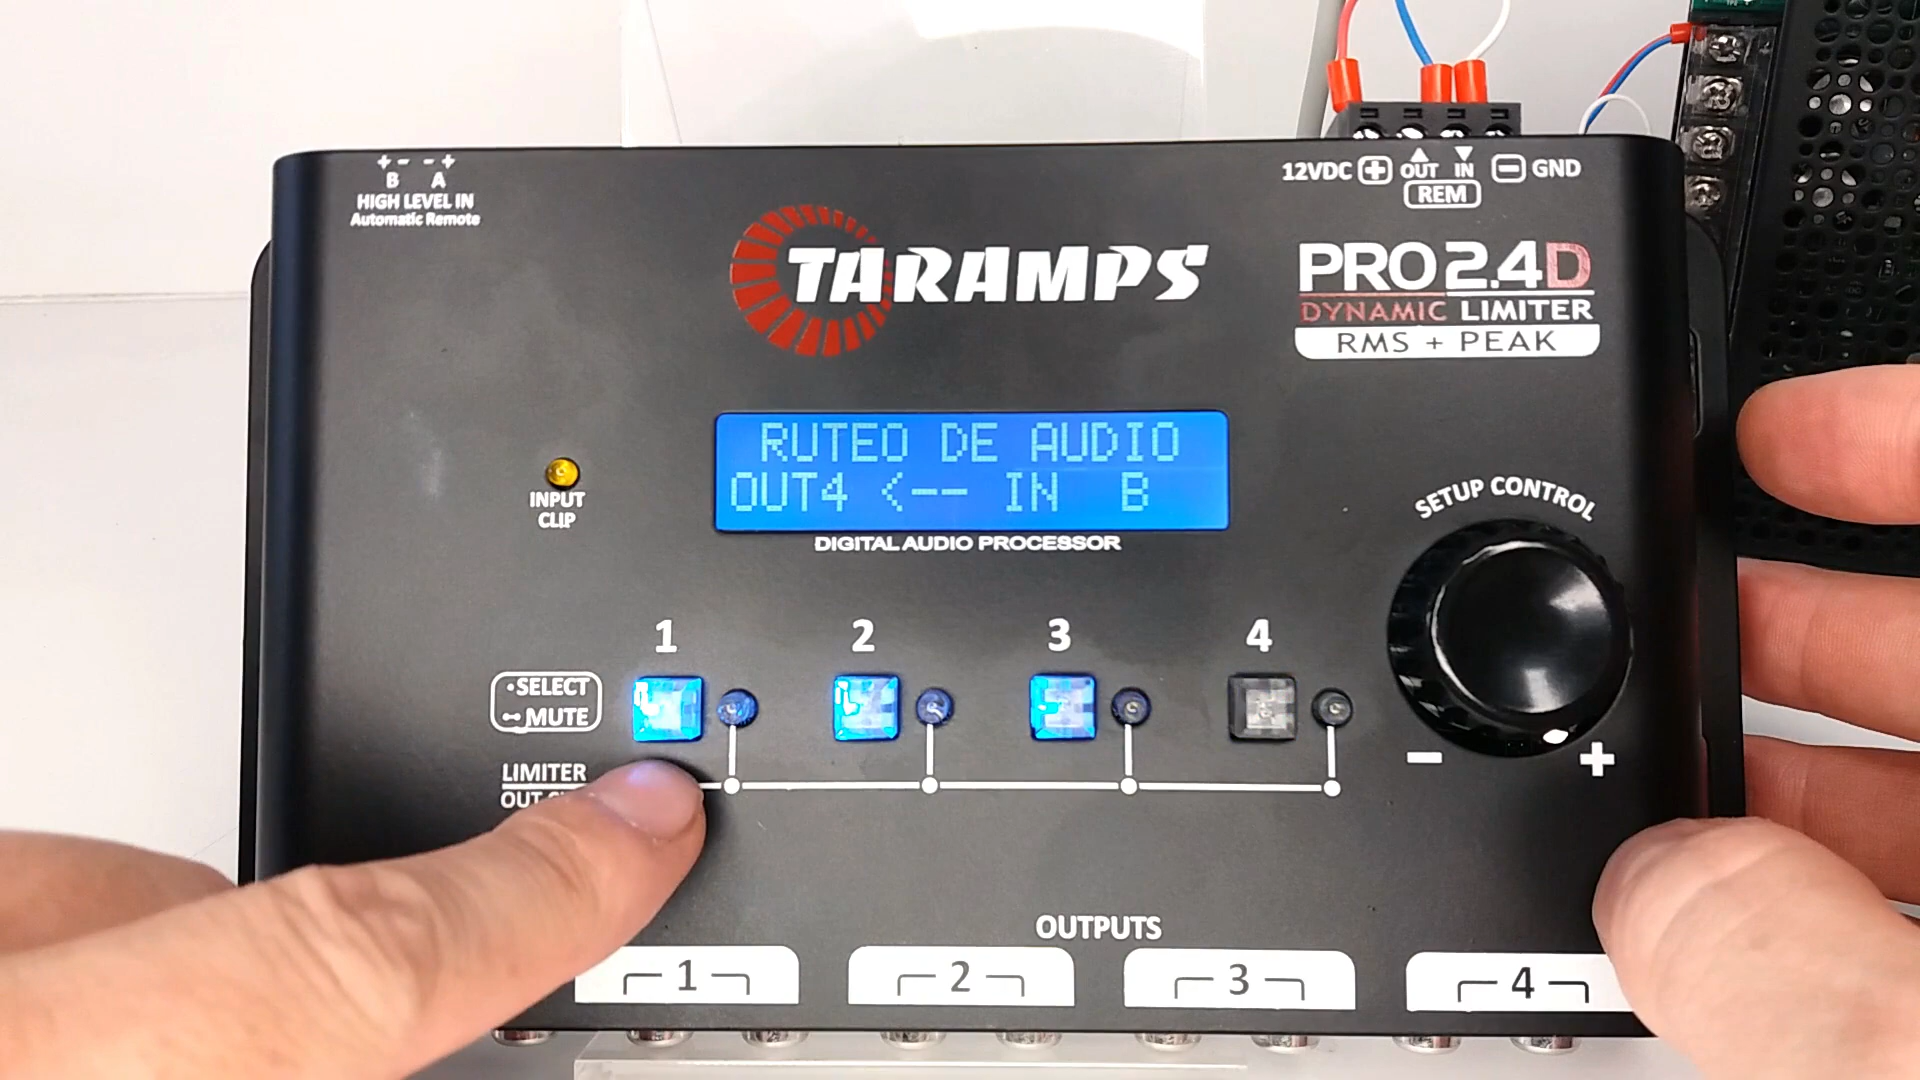 + - - +
B A
HIGH LEVEL IN
Automatic Remote
12VDC + OUT IN - GND
REM
TARAMPS
PRO 2.4D
DYNAMIC LIMITER
RMS + PEAK
RUTEO DE AUDIO
OUT4 <-- IN B
DIGITAL AUDIO PROCESSOR
INPUT
CLIP
SETUP CONTROL
- +
1 2 3 4
SELECT
MUTE
LIMITER
OUT
OUTPUTS
1 2 3 4